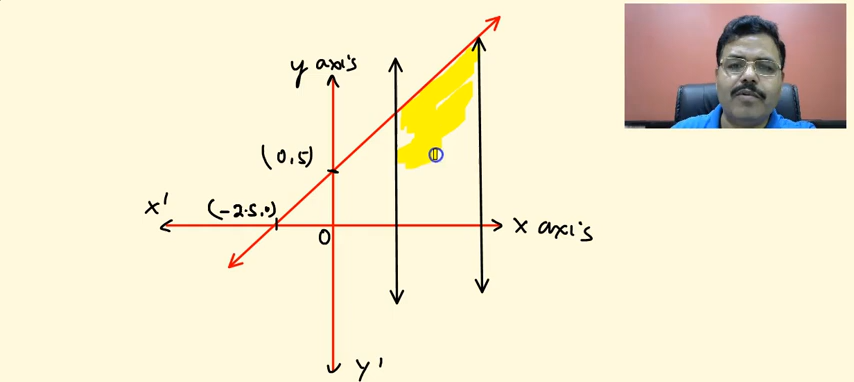 y axis
(0,5)
x'
(-2.5,0)
0
x axis
y'